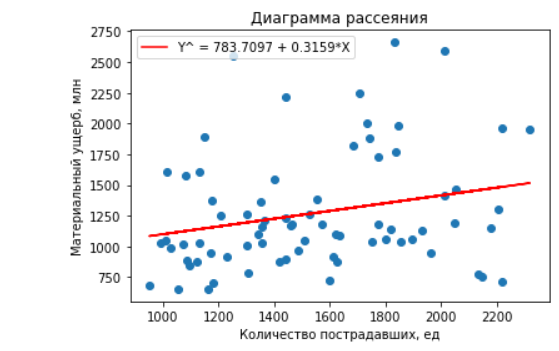 Диаграмма рассеяния
Y^ = 783.7097 + 0.3159*X
Материальный ущерб, млн
2750
2500
2250
2000
1750
1500
1250
1000
750
1000 1200 1400 1600 1800 2000 2200
Количество пострадавших, ед